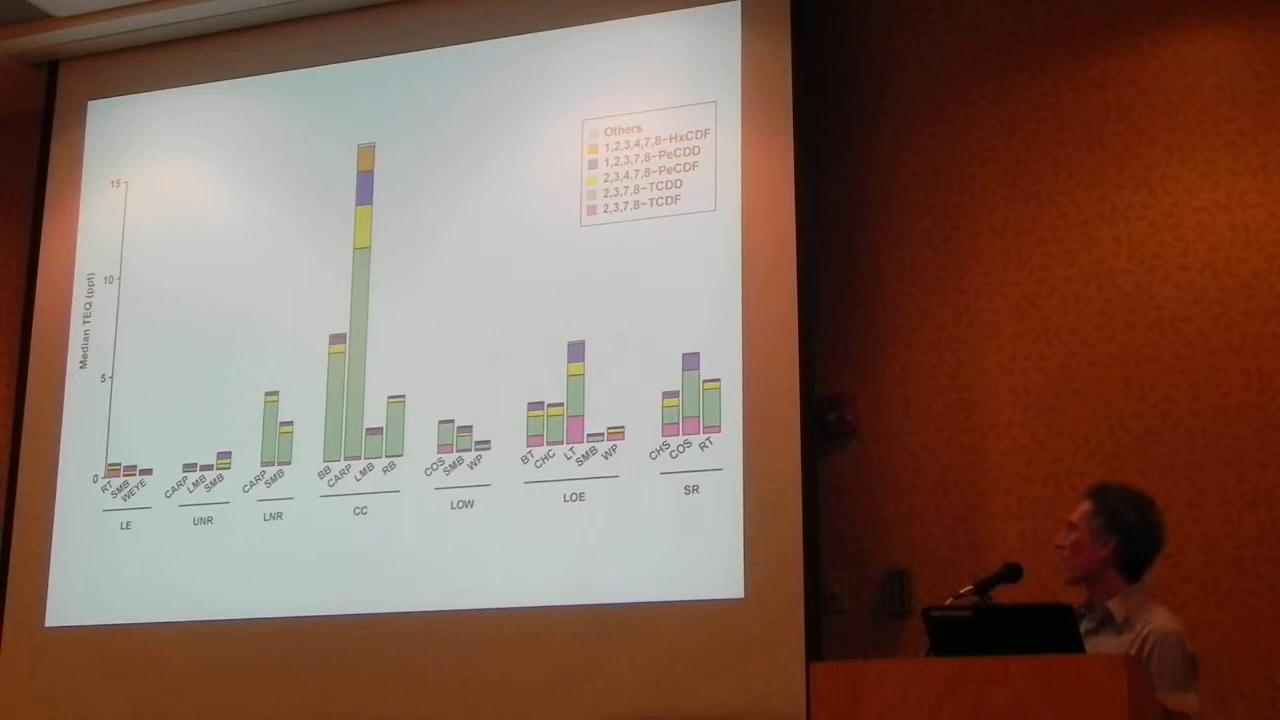 Others
1,2,3,4,7,8−HxCDF
1,2,3,7,8−PeCDD
2,3,4,7,8−PeCDF
2,3,7,8−TCDD
2,3,7,8−TCDF
Median TEQ (ppt)
15
10
5
0
RT SMB WEYE
CARP LMB SMB
CARP SMB
BB CARP LMB RB
COS SMB WP
BT CHC LT SMB WP
CHS COS RT
LE UNR LNR CC LOW LOE SR